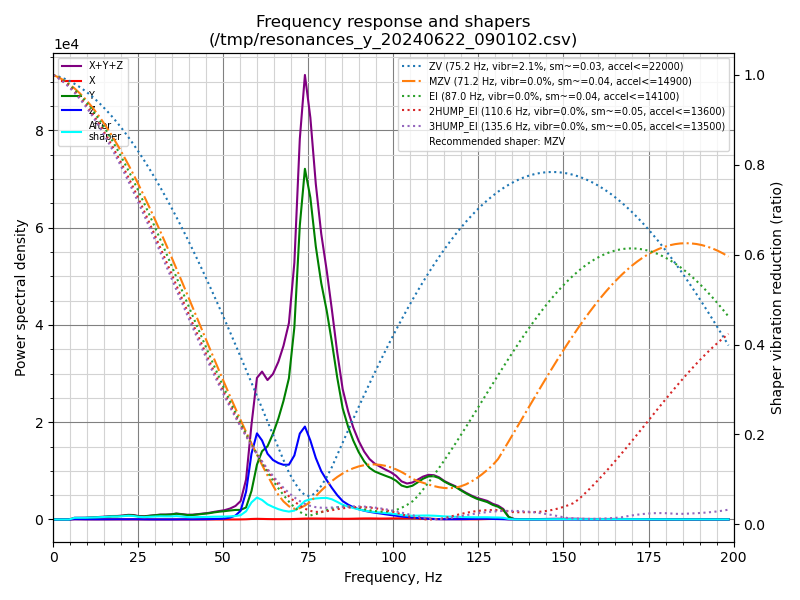 Frequency response and shapers
(/tmp/resonances_y_20240622_090102.csv)
1e4
X+Y+Z
X
Y
After
shaper
ZV (75.2 Hz, vibr=2.1%, sm~=0.03, accel<=22000)
MZV (71.2 Hz, vibr=0.0%, sm~=0.04, accel<=14900)
EI (87.0 Hz, vibr=0.0%, sm~=0.04, accel<=14100)
2HUMP_EI (110.6 Hz, vibr=0.0%, sm~=0.05, accel<=13600)
3HUMP_EI (135.6 Hz, vibr=0.0%, sm~=0.05, accel<=13500)
Recommended shaper: MZV
Power spectral density
8
6
4
2
0
1.0
0.8
0.6
0.4
0.2
0.0
Shaper vibration reduction (ratio)
0 25 50 75 100 125 150 175 200
Frequency, Hz